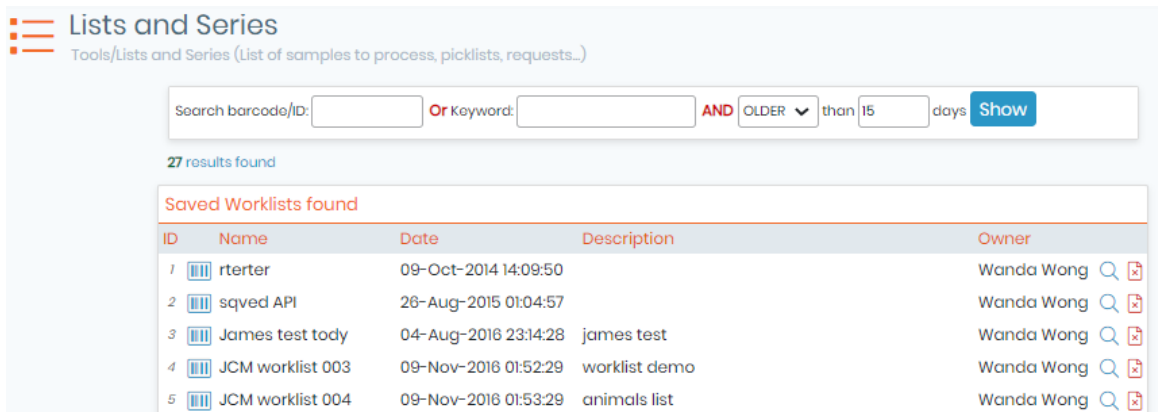 Lists and Series
Tools/Lists and Series (List of samples to process, picklists, requests...)
Search barcode/ID: Or Keyword: AND OLDER than 15 days Show
27 results found
Saved Worklists found
ID Name Date Description Owner
1 rterter 09-Oct-2014 14:09:50 Wanda Wong
2 sqved API 26-Aug-2015 01:04:57 Wanda Wong
3 James test tody 04-Aug-2016 23:14:28 james test Wanda Wong
4 JCM worklist 003 09-Nov-2016 01:52:29 worklist demo Wanda Wong
5 JCM worklist 004 09-Nov-2016 01:53:29 animals list Wanda Wong